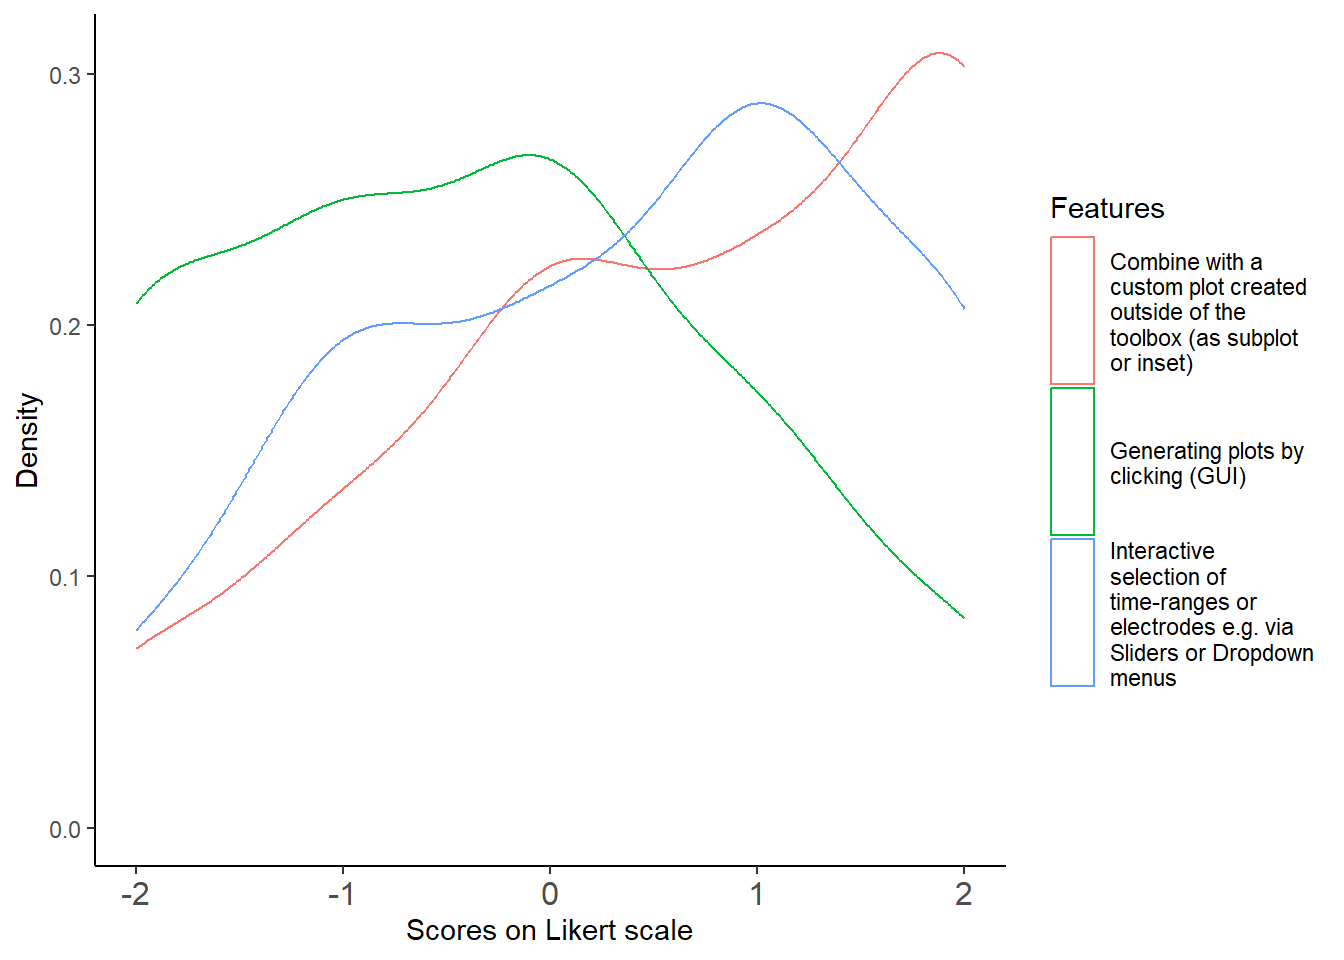 0.3
0.2
0.1
0.0
Density
-2
-1
0
1
2
Scores on Likert scale
Features
Combine with a
custom plot created
outside of the
toolbox (as subplot
or inset)
Generating plots by
clicking (GUI)
Interactive
selection of
time-ranges or
electrodes e.g. via
Sliders or Dropdown
menus